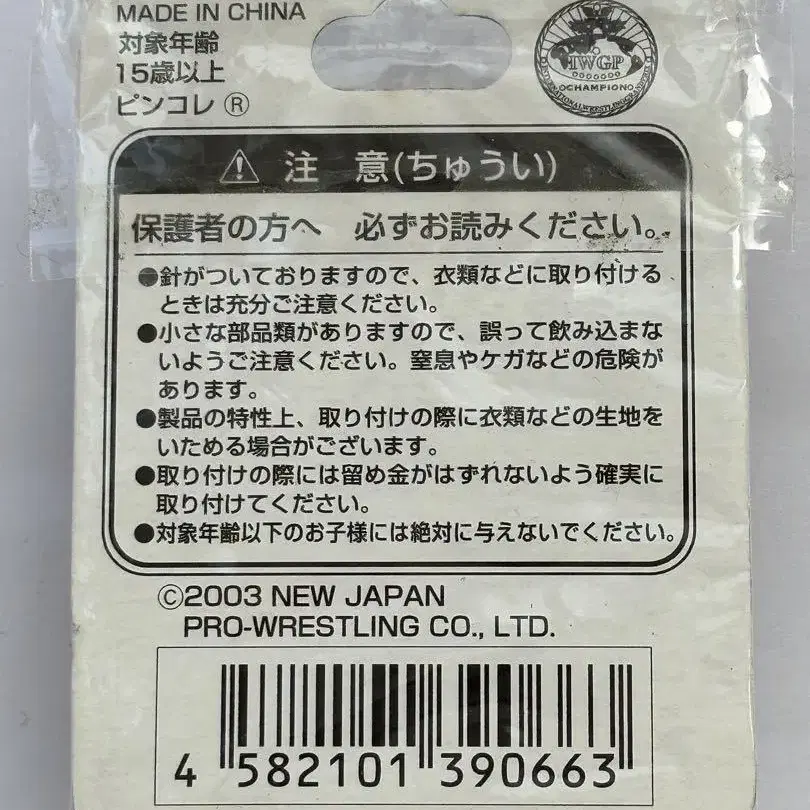 MADE IN CHINA
対象年齢
15歳以上
ピンコレ®
IWGP
CHAMPION
⚠注 意(ちゅうい)
保護者の方へ 必ずお読みください。
●針がついておりますので、衣類などに取り付ける
ときは充分ご注意ください。
●小さな部品類がありますので、誤って飲み込まな
いようご注意ください。窒息やケガなどの危険が
あります。
●製品の特性上、取り付けの際に衣類などの生地を
いためる場合がございます。
●取り付けの際には留め金がはずれないよう確実に
取り付けてください。
●対象年齢以下のお子様には絶対に与えないでください。
©2003 NEW JAPAN
PRO-WRESTLING CO., LTD.
4 582101 390663